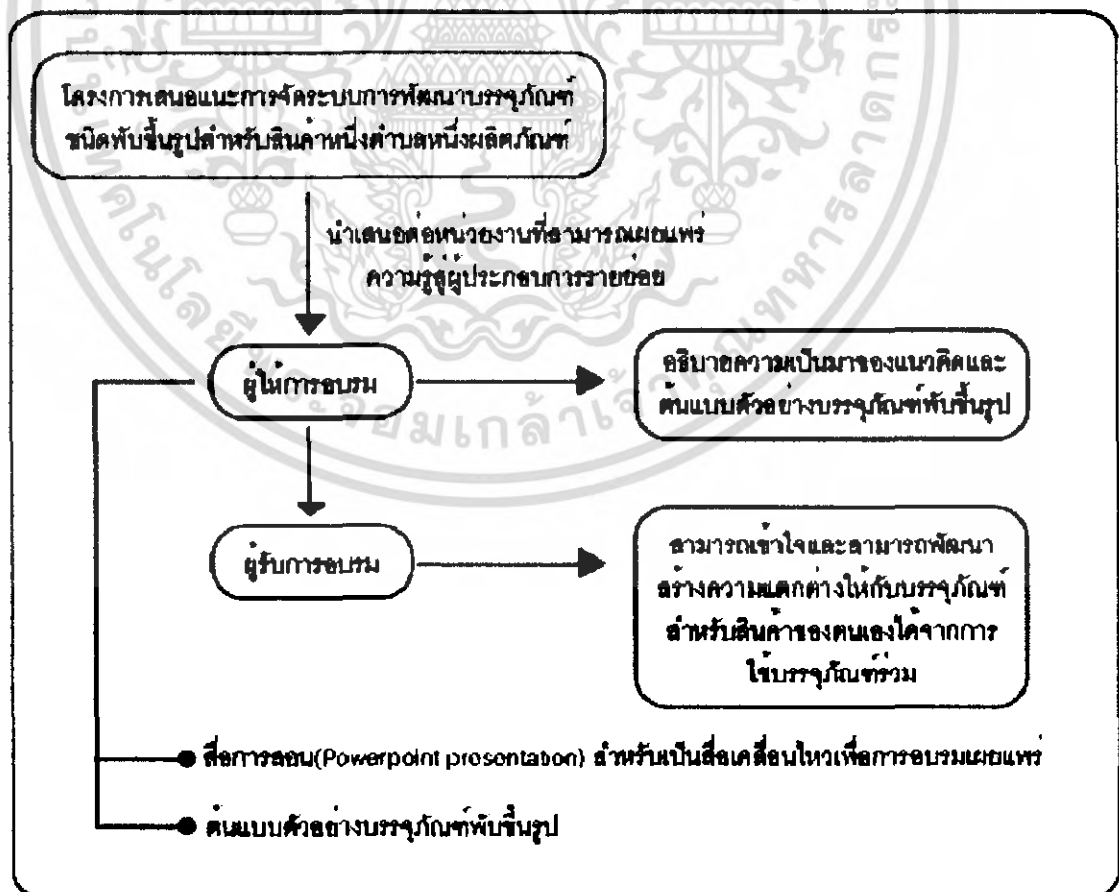 โครงการเสนอแนะการจัดระบบการพัฒนาบรรจุภัณฑ์
ชนิดพับขึ้นรูปสำหรับสินค้าหนึ่งตำบลหนึ่งผลิตภัณฑ์
นำเสนอต่อหน่วยงานที่สามารถเผยแพร่
ความรู้สู่ผู้ประกอบการรายย่อย
ผู้ให้การอบรม
อธิบายความเป็นมาของแนวคิดและ
ต้นแบบตัวอย่างบรรจุภัณฑ์พับขึ้นรูป
ผู้รับการอบรม
สามารถเข้าใจและสามารถพัฒนา
สร้างความแตกต่างให้กับบรรจุภัณฑ์
สำหรับสินค้าของตนเองได้จากการ
ใช้บรรจุภัณฑ์ร่วม
สื่อการสอน(Powerpoint presentation) สำหรับเป็นสื่อเคลื่อนไหวเพื่อการอบรมเผยแพร่
ต้นแบบตัวอย่างบรรจุภัณฑ์พับขึ้นรูป